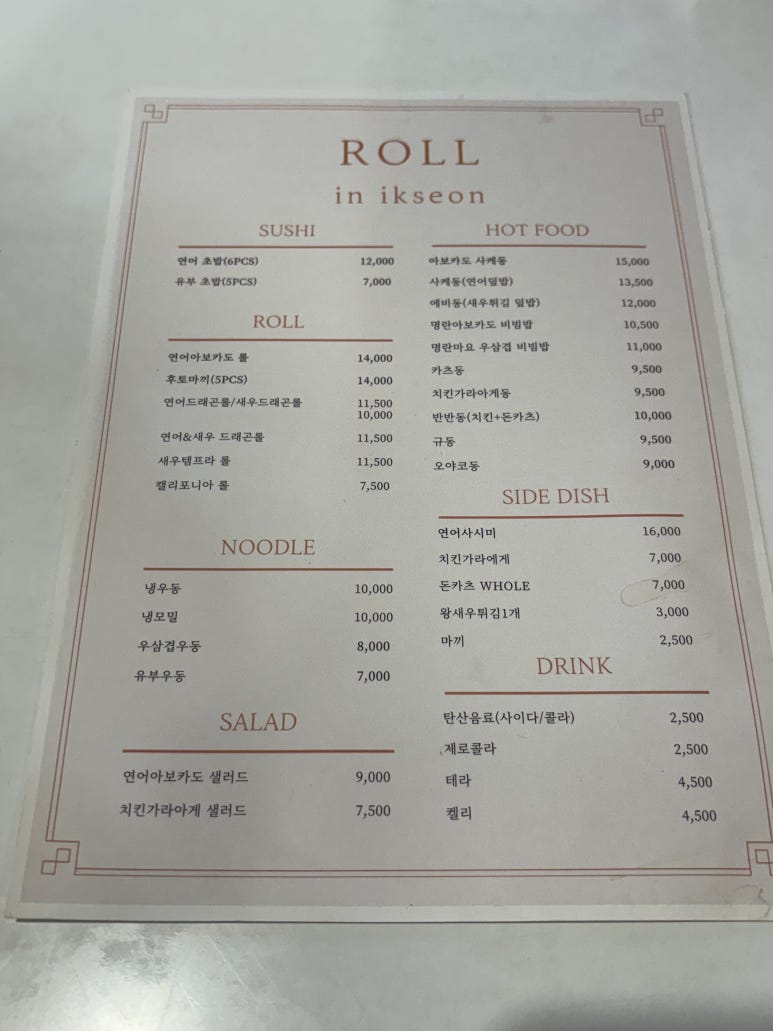 ROLL
in ikseon
SUSHI
연어 초밥(6PCS) 12,000
유부 초밥(5PCS) 7,000
ROLL
연어아보카도 롤 14,000
후토마끼(5PCS) 14,000
연어드래곤롤/새우드래곤롤 11,500
10,000
연어&새우 드래곤롤 11,500
새우템프라 롤 11,500
캘리포니아 롤 7,500
NOODLE
냉우동 10,000
냉모밀 10,000
우삼겹우동 8,000
유부우동 7,000
SALAD
연어아보카도 샐러드 9,000
치킨가라아게 샐러드 7,500
HOT FOOD
아보카도 사케동 15,000
사케동(연어덮밥) 13,500
에비동(새우튀김 덮밥) 12,000
명란아보카도 비빔밥 10,500
명란마요 우삼겹 비빔밥 11,000
카츠동 9,500
치킨가라아게동 9,500
반반동(치킨+돈카츠) 10,000
규동 9,500
오야코동 9,000
SIDE DISH
연어사시미 16,000
치킨가라에게 7,000
돈카츠 WHOLE 7,000
왕새우튀김1개 3,000
마끼 2,500
DRINK
탄산음료(사이다/콜라) 2,500
제로콜라 2,500
테라 4,500
켈리 4,500